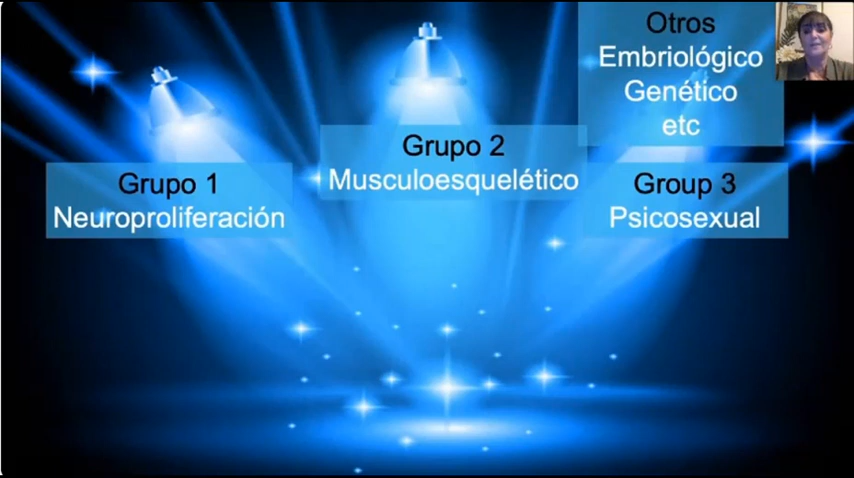 Otros
Embriológico
Genético
etc
Grupo 2
Musculoesquelético
Grupo 1
Neuroproliferación
Group 3
Psicosexual